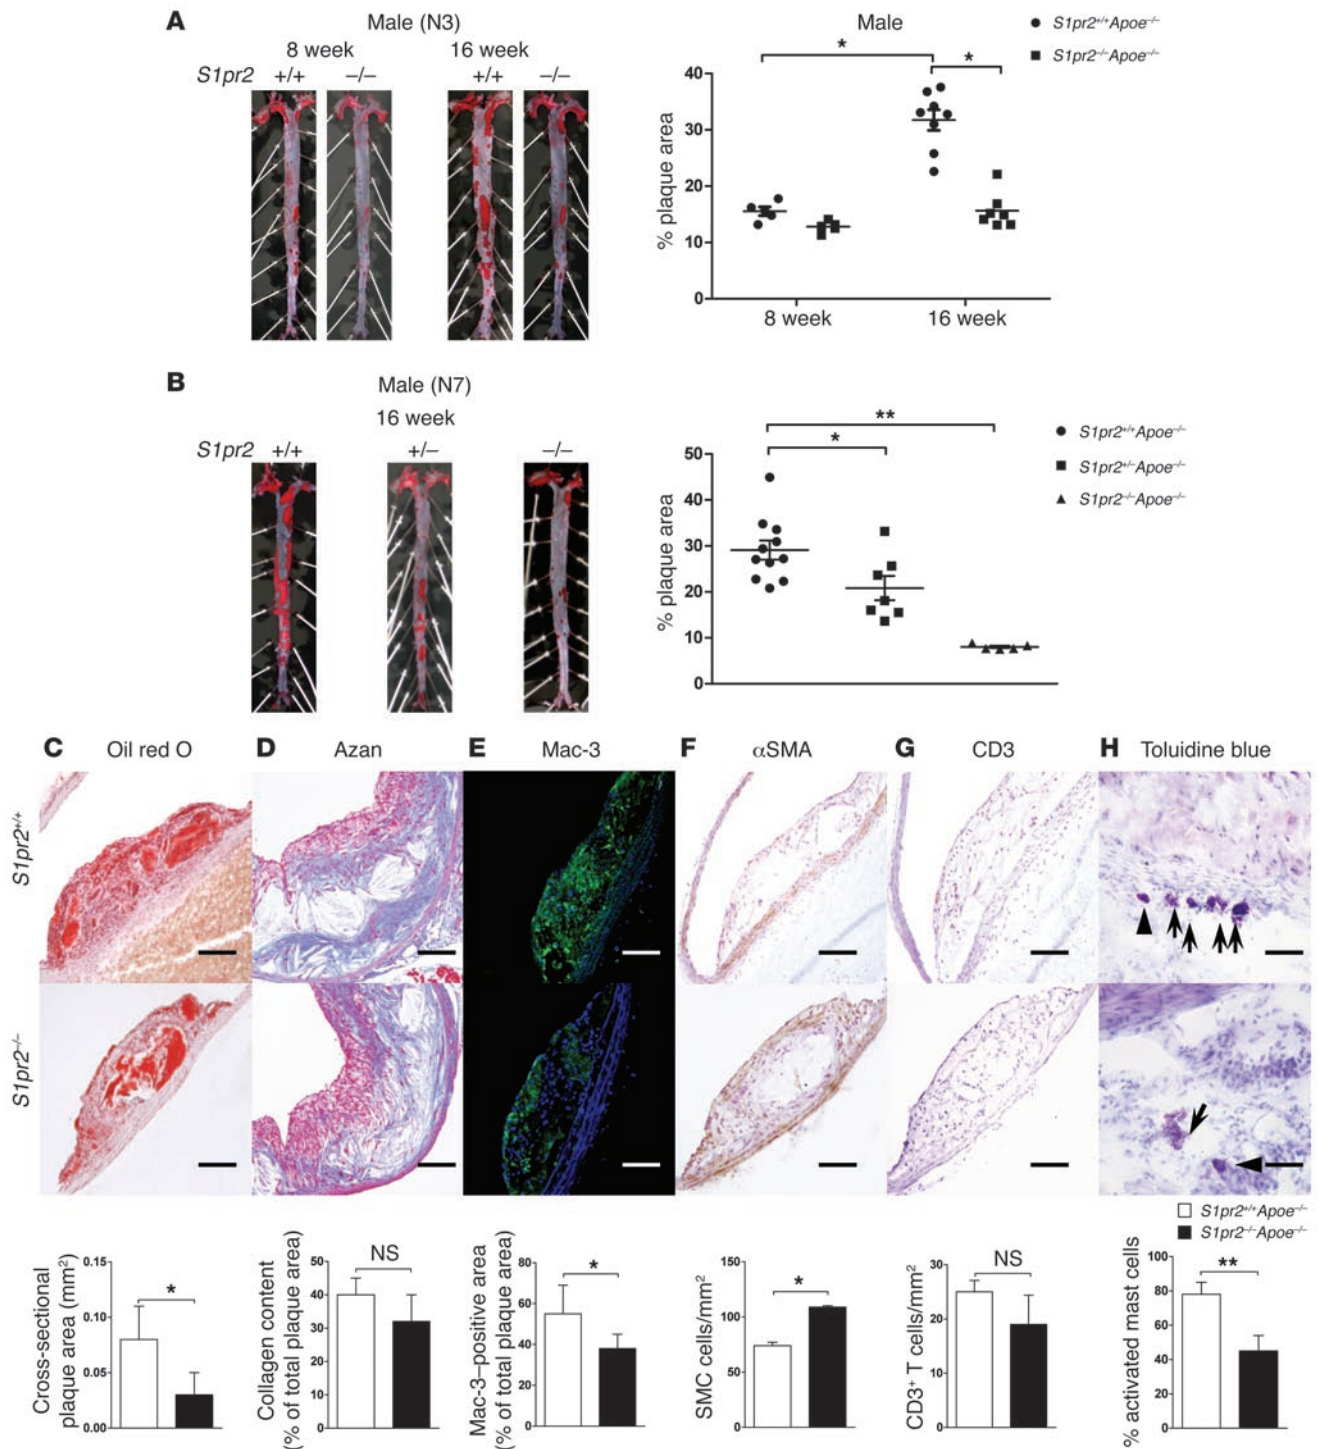 A
Male (N3)
8 week 16 week
S1pr2 +/+ −/− +/+ −/−
Male
S1pr2+/+Apoe−/−
S1pr2−/−Apoe−/−
* *
% plaque area
40
30
20
10
0
8 week 16 week
B
Male (N7)
16 week
S1pr2 +/+ +/− −/−
**
*
S1pr2+/+Apoe−/−
S1pr2+/−Apoe−/−
S1pr2−/−Apoe−/−
% plaque area
50
40
30
20
10
0
C Oil red O D Azan E Mac-3 F αSMA G CD3 H Toluidine blue
S1pr2+/+
S1pr2−/−
S1pr2+/+Apoe−/−
S1pr2−/−Apoe−/−
Cross-sectional
plaque area (mm2)
0.15
0.10
0.05
0.00
*
Collagen content
(% of total plaque area)
50
40
30
20
10
0
NS
Mac-3–positive area
(% of total plaque area)
80
60
40
20
0
*
SMC cells/mm2
150
100
50
0
*
CD3+ T cells/mm2
30
20
10
0
NS
% activated mast cells
100
80
60
40
20
0
**